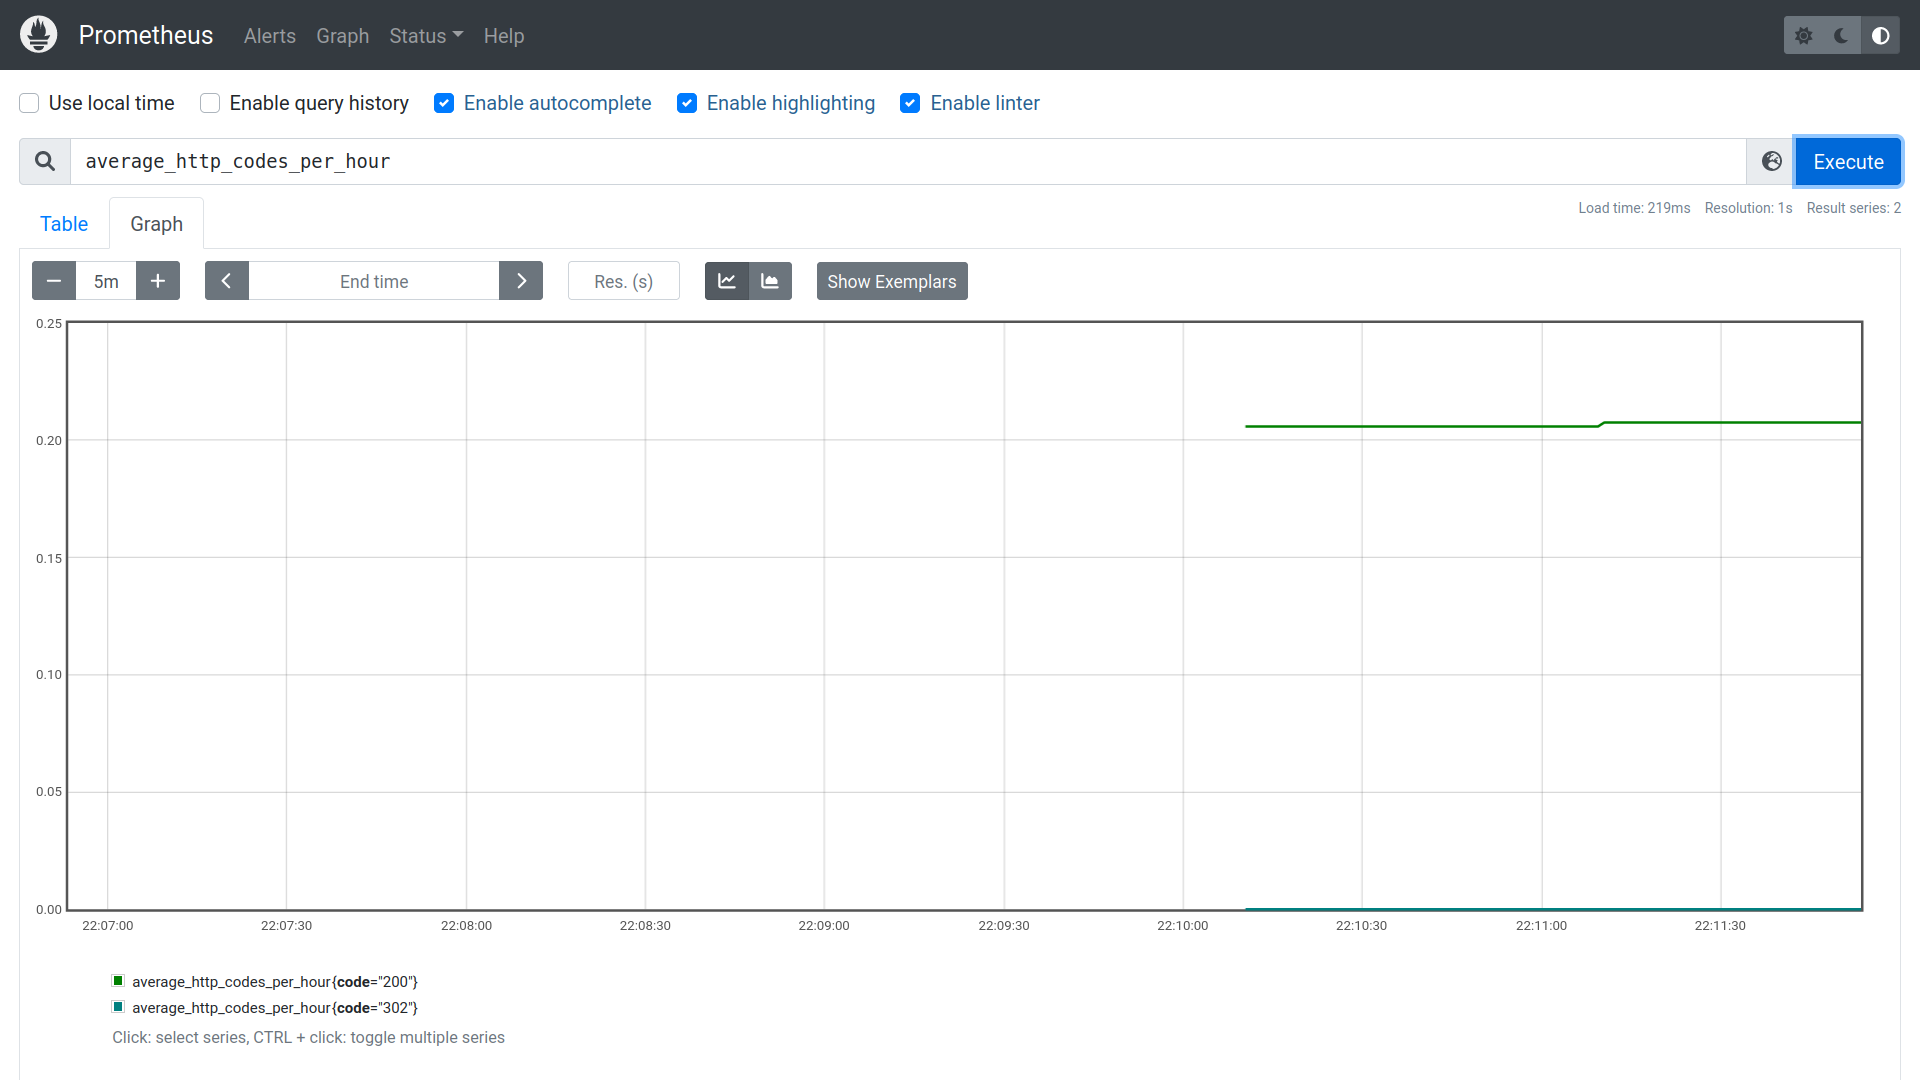 Prometheus Alerts Graph Status Help
Use local time Enable query history Enable autocomplete Enable highlighting Enable linter
average_http_codes_per_hour Execute
Table Graph Load time: 219ms Resolution: 1s Result series: 2
5m End time Res. (s) Show Exemplars
0.25
0.20
0.15
0.10
0.05
0.00
22:07:00 22:07:30 22:08:00 22:08:30 22:09:00 22:09:30 22:10:00 22:10:30 22:11:00 22:11:30
average_http_codes_per_hour{code="200"}
average_http_codes_per_hour{code="302"}
Click: select series, CTRL + click: toggle multiple series